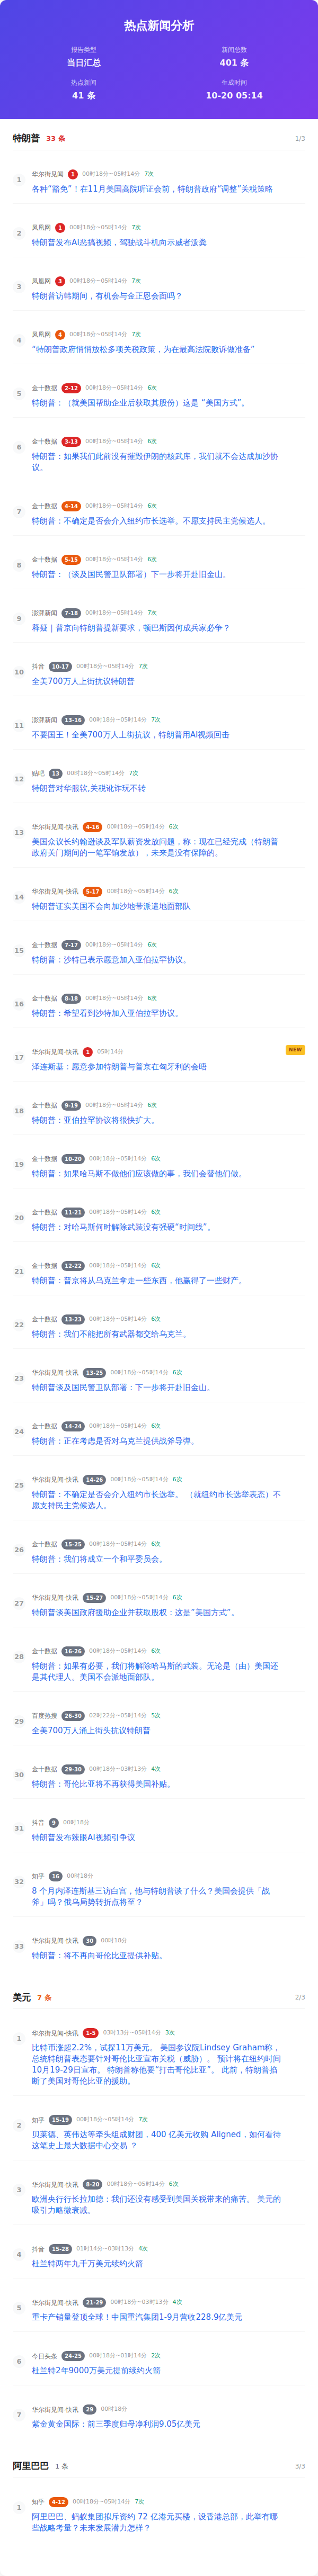 热点新闻分析
报告类型
当日汇总
新闻总数
401 条
热点新闻
41 条
生成时间
10-20 05:14
特朗普 33 条 1/3
1
华尔街见闻 1 00时18分~05时14分 7次
各种“豁免”！在11月美国高院听证会前，特朗普政府“调整”关税策略
2
凤凰网 1 00时18分~05时14分 7次
特朗普发布AI恶搞视频，驾驶战斗机向示威者泼粪
3
凤凰网 3 00时18分~05时14分 7次
特朗普访韩期间，有机会与金正恩会面吗？
4
凤凰网 4 00时18分~05时14分 7次
“特朗普政府悄悄放松多项关税政策，为在最高法院败诉做准备”
5
金十数据 2-12 00时18分~05时14分 6次
特朗普：（就美国帮助企业后获取其股份）这是 “美国方式”。
6
金十数据 3-13 00时18分~05时14分 6次
特朗普：如果我们此前没有摧毁伊朗的核武库，我们就不会达成加沙协
议。
7
金十数据 4-14 00时18分~05时14分 6次
特朗普：不确定是否会介入纽约市长选举。不愿支持民主党候选人。
8
金十数据 5-15 00时18分~05时14分 6次
特朗普：（谈及国民警卫队部署）下一步将开赴旧金山。
9
澎湃新闻 7-18 00时18分~05时14分 7次
释疑｜普京向特朗普提新要求，顿巴斯因何成兵家必争？
10
抖音 10-17 00时18分~05时14分 7次
全美700万人上街抗议特朗普
11
澎湃新闻 13-16 00时18分~05时14分 7次
不要国王！全美700万人上街抗议，特朗普用AI视频回击
12
贴吧 13 00时18分~05时14分 7次
特朗普对华服软,关税讹诈玩不转
13
华尔街见闻-快讯 4-16 00时18分~05时14分 6次
美国众议长约翰逊谈及军队薪资发放问题，称：现在已经完成（特朗普
政府关门期间的一笔军饷发放），未来是没有保障的。
14
华尔街见闻-快讯 5-17 00时18分~05时14分 6次
特朗普证实美国不会向加沙地带派遣地面部队
15
金十数据 7-17 00时18分~05时14分 6次
特朗普：沙特已表示愿意加入亚伯拉罕协议。
16
金十数据 8-18 00时18分~05时14分 6次
特朗普：希望看到沙特加入亚伯拉罕协议。
17
华尔街见闻-快讯 1 05时14分 NEW
泽连斯基：愿意参加特朗普与普京在匈牙利的会晤
18
金十数据 9-19 00时18分~05时14分 6次
特朗普：亚伯拉罕协议将很快扩大。
19
金十数据 10-20 00时18分~05时14分 6次
特朗普：如果哈马斯不做他们应该做的事，我们会替他们做。
20
金十数据 11-21 00时18分~05时14分 6次
特朗普：对哈马斯何时解除武装没有强硬“时间线”。
21
金十数据 12-22 00时18分~05时14分 6次
特朗普：普京将从乌克兰拿走一些东西，他赢得了一些财产。
22
金十数据 13-23 00时18分~05时14分 6次
特朗普：我们不能把所有武器都交给乌克兰。
23
华尔街见闻-快讯 13-25 00时18分~05时14分 6次
特朗普谈及国民警卫队部署：下一步将开赴旧金山。
24
金十数据 14-24 00时18分~05时14分 6次
特朗普：正在考虑是否对乌克兰提供战斧导弹。
25
华尔街见闻-快讯 14-26 00时18分~05时14分 6次
特朗普：不确定是否会介入纽约市长选举。 （就纽约市长选举表态）不
愿支持民主党候选人。
26
金十数据 15-25 00时18分~05时14分 6次
特朗普：我们将成立一个和平委员会。
27
华尔街见闻-快讯 15-27 00时18分~05时14分 6次
特朗普谈美国政府援助企业并获取股权：这是“美国方式”。
28
金十数据 16-26 00时18分~05时14分 6次
特朗普：如果有必要，我们将解除哈马斯的武装。无论是（由）美国还
是其代理人。美国不会派地面部队。
29
百度热搜 26-30 02时22分~05时14分 5次
全美700万人涌上街头抗议特朗普
30
金十数据 29-30 00时18分~03时13分 4次
特朗普：哥伦比亚将不再获得美国补贴。
31
抖音 9 00时18分
特朗普发布辣眼AI视频引争议
32
知乎 16 00时18分
8 个月内泽连斯基三访白宫，他与特朗普谈了什么？美国会提供「战
斧」吗？俄乌局势转折点将至？
33
华尔街见闻-快讯 30 00时18分
特朗普：将不再向哥伦比亚提供补贴。
美元 7 条 2/3
1
华尔街见闻-快讯 1-5 03时13分~05时14分 3次
比特币涨超2.2%，试探11万美元。 美国参议院Lindsey Graham称，
总统特朗普表态要针对哥伦比亚宣布关税（威胁）。 预计将在纽约时间
10月19-29日宣布。 特朗普称他要“打击哥伦比亚”。 此前，特朗普掐
断了美国对哥伦比亚的援助。
2
知乎 15-19 00时18分~05时14分 7次
贝莱德、英伟达等牵头组成财团，400 亿美元收购 Aligned，如何看待
这笔史上最大数据中心交易 ？
3
华尔街见闻-快讯 8-20 00时18分~05时14分 6次
欧洲央行行长拉加德：我们还没有感受到美国关税带来的痛苦。 美元的
吸引力略微衰减。
4
抖音 15-28 01时14分~03时13分 4次
杜兰特两年九千万美元续约火箭
5
华尔街见闻-快讯 21-29 00时18分~03时13分 4次
重卡产销量登顶全球！中国重汽集团1-9月营收228.9亿美元
6
今日头条 24-25 00时18分~01时14分 2次
杜兰特2年9000万美元提前续约火箭
7
华尔街见闻-快讯 29 00时18分
紫金黄金国际：前三季度归母净利润9.05亿美元
阿里巴巴 1 条 3/3
1
知乎 4-12 00时18分~05时14分 7次
阿里巴巴、蚂蚁集团拟斥资约 72 亿港元买楼，设香港总部，此举有哪
些战略考量？未来发展潜力怎样？